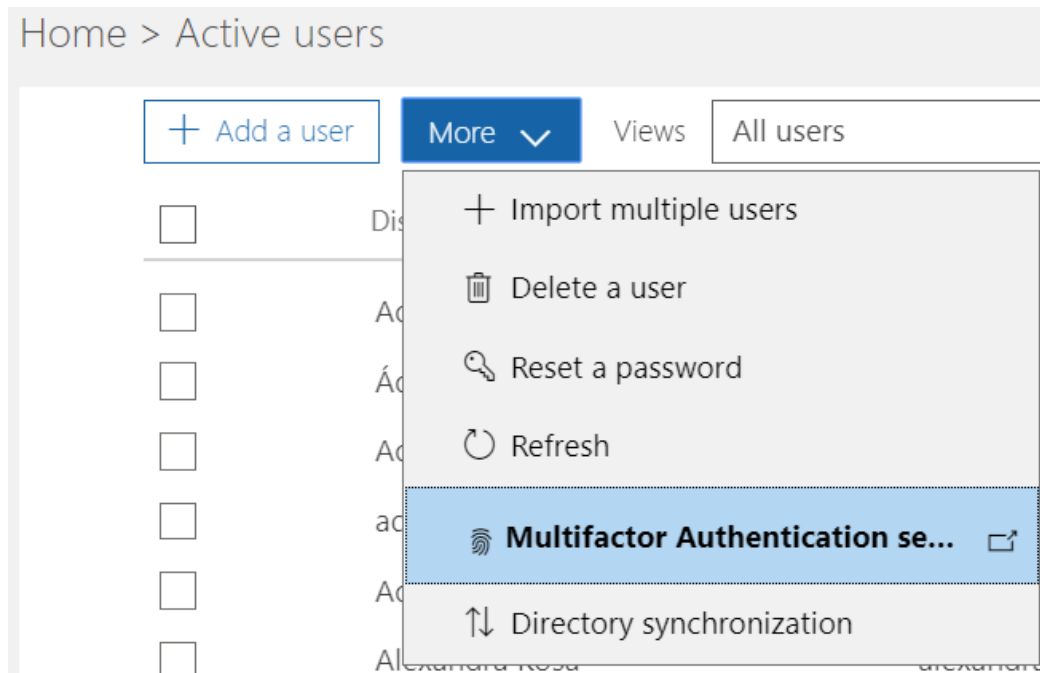 Home > Active users
+ Add a user
More
Views
All users
+ Import multiple users
Delete a user
Reset a password
Refresh
Multifactor Authentication se...
Directory synchronization